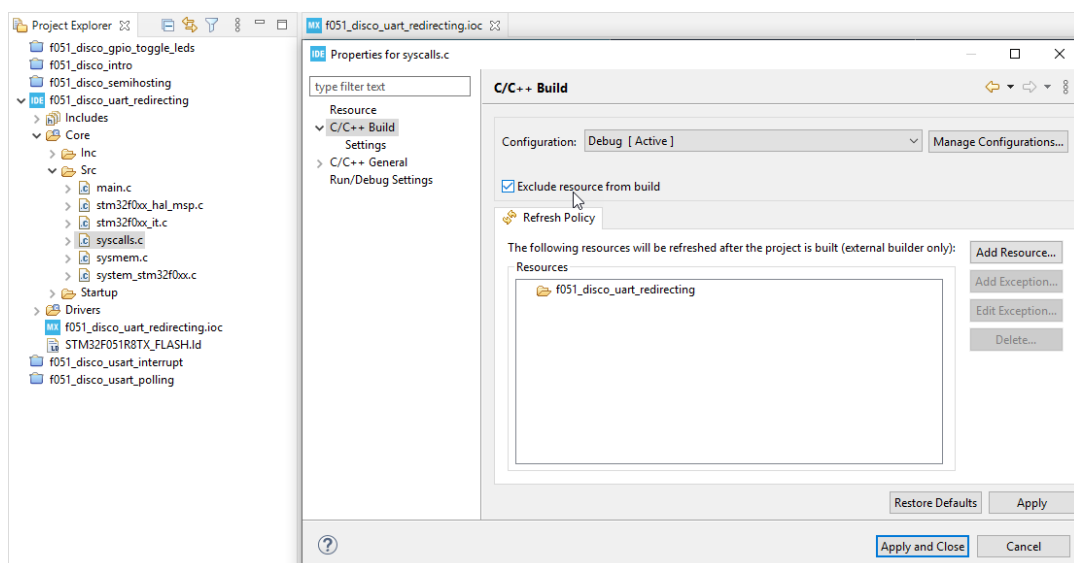 Project Explorer
f051_disco_gpio_toggle_leds
f051_disco_intro
f051_disco_semihosting
IDE f051_disco_uart_redirecting
Includes
Core
Inc
Src
.c main.c
.c stm32f0xx_hal_msp.c
.c stm32f0xx_it.c
.c syscalls.c
.c sysmem.c
.c system_stm32f0xx.c
Startup
Drivers
MX f051_disco_uart_redirecting.ioc
STM32F051R8TX_FLASH.ld
f051_disco_usart_interrupt
f051_disco_usart_polling
MX f051_disco_uart_redirecting.ioc
IDE Properties for syscalls.c
type filter text
Resource
C/C++ Build
Settings
C/C++ General
Run/Debug Settings
C/C++ Build
Configuration: Debug [ Active ]
Manage Configurations...
Exclude resource from build
Refresh Policy
The following resources will be refreshed after the project is built (external builder only):
Resources
f051_disco_uart_redirecting
Add Resource...
Add Exception...
Edit Exception...
Delete...
Restore Defaults
Apply
?
Apply and Close
Cancel